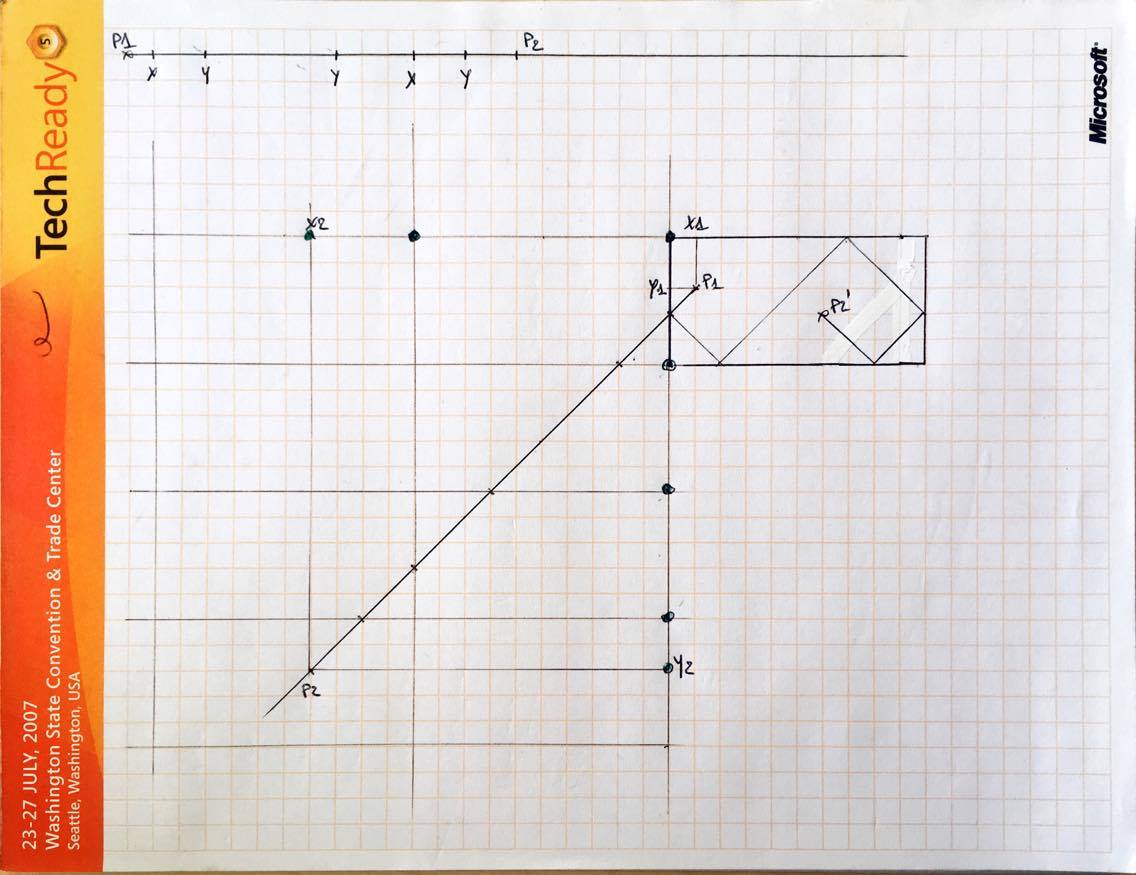 P1
P2
X
Y
Y
X
Y
X2
X1
Y1
P1
P2'
P2
Y2
TechReady 5
23-27 JULY, 2007
Washington State Convention & Trade Center
Seattle, Washington, USA
Microsoft®